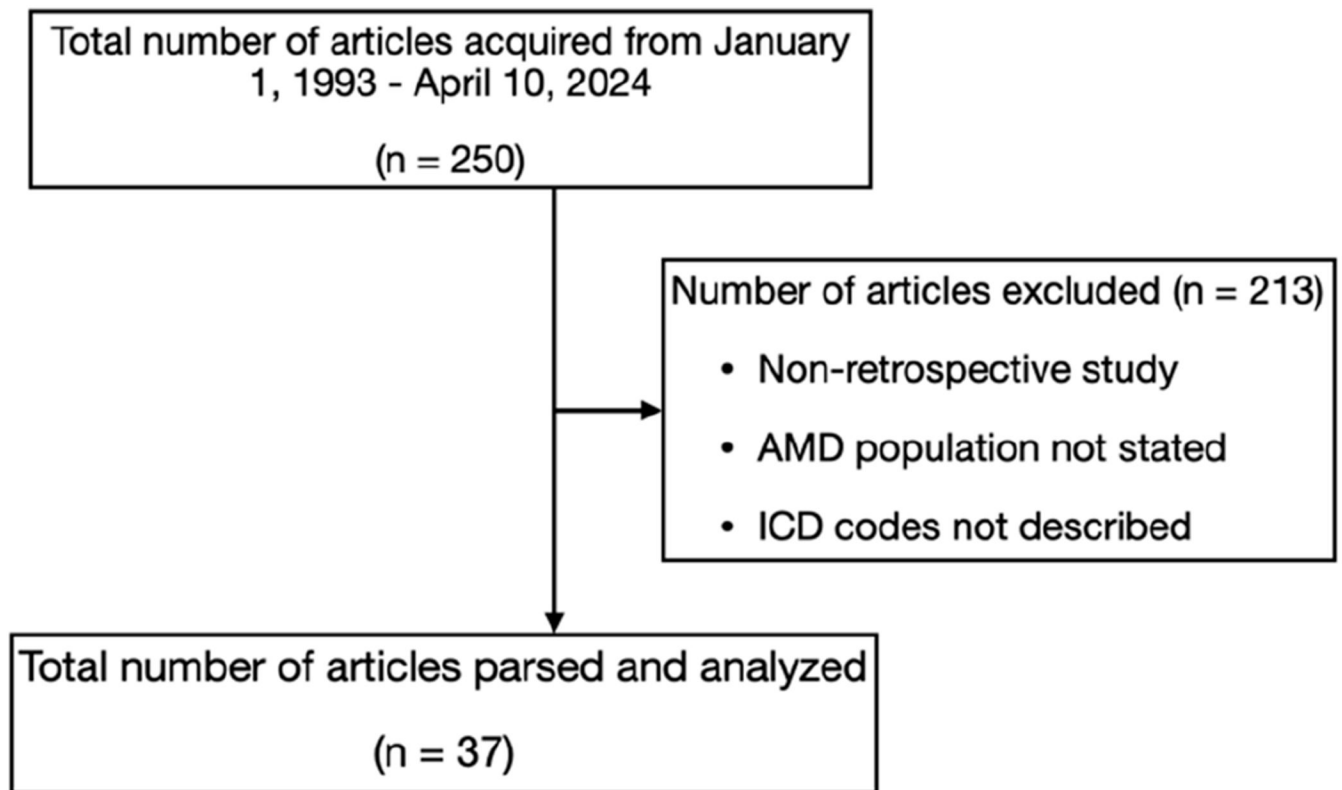 Total number of articles acquired from January
1, 1993 - April 10, 2024
(n = 250)
Number of articles excluded (n = 213)
• Non-retrospective study
• AMD population not stated
• ICD codes not described
Total number of articles parsed and analyzed
(n = 37)